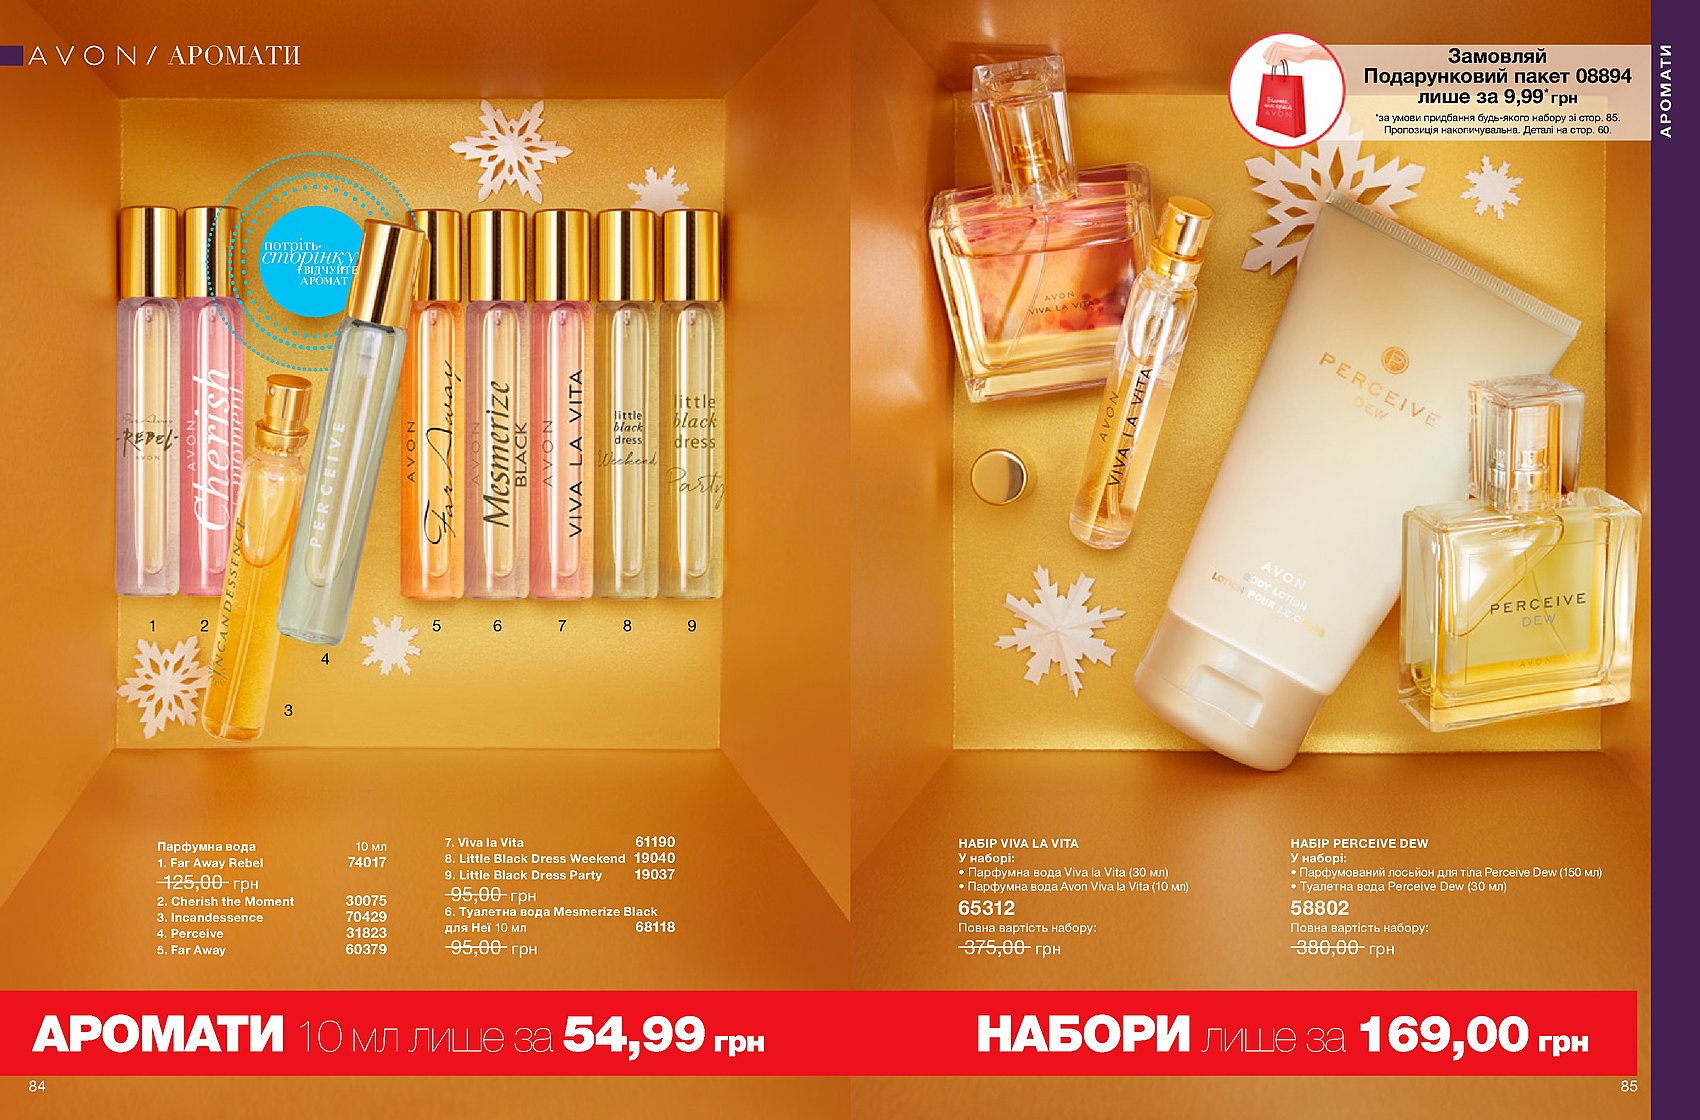 AVON / АРОМАТИ
потріть
сторінку
і ВІДЧУЙТЕ
АРОМАТ
REBEL
AVON
AVON
Cherish
the moment
INCANDESSENCE
PERCEIVE
AVON
Far Away
AVON
Mesmerize
BLACK
AVON
VIVA LA VITA
little
black
dress
Weekend
little
black
dress
Party
1
2
3
4
5
6
7
8
9
Парфумна вода 10 мл
1. Far Away Rebel 74017
125,00 грн
2. Cherish the Moment 30075
3. Incandessence 70429
4. Perceive 31823
5. Far Away 60379
7. Viva la Vita 61190
8. Little Black Dress Weekend 19040
9. Little Black Dress Party 19037
95,00 грн
6. Туалетна вода Mesmerize Black
для Неї 10 мл 68118
95,00 грн
АРОМАТИ 10 мл лише за 54,99 грн
84
Замовляй
Подарунковий пакет 08894
лише за 9,99* грн
*за умови придбання будь-якого набору зі стор. 85.
Пропозиція накопичувальна. Деталі на стор. 60.
АРОМАТИ
AVON
AVON
VIVA LA VITA
AVON
VIVA LA VITA
PERCEIVE
DEW
AVON
BODY LOTION
LOTION POUR LE CORPS
PERCEIVE
DEW
AVON
НАБІР VIVA LA VITA
У наборі:
• Парфумна вода Viva la Vita (30 мл)
• Парфумна вода Avon Viva la Vita (10 мл)
65312
Повна вартість набору:
375,00 грн
НАБІР PERCEIVE DEW
У наборі:
• Парфумований лосьйон для тіла Perceive Dew (150 мл)
• Туалетна вода Perceive Dew (30 мл)
58802
Повна вартість набору:
380,00 грн
НАБОРИ лише за 169,00 грн
85